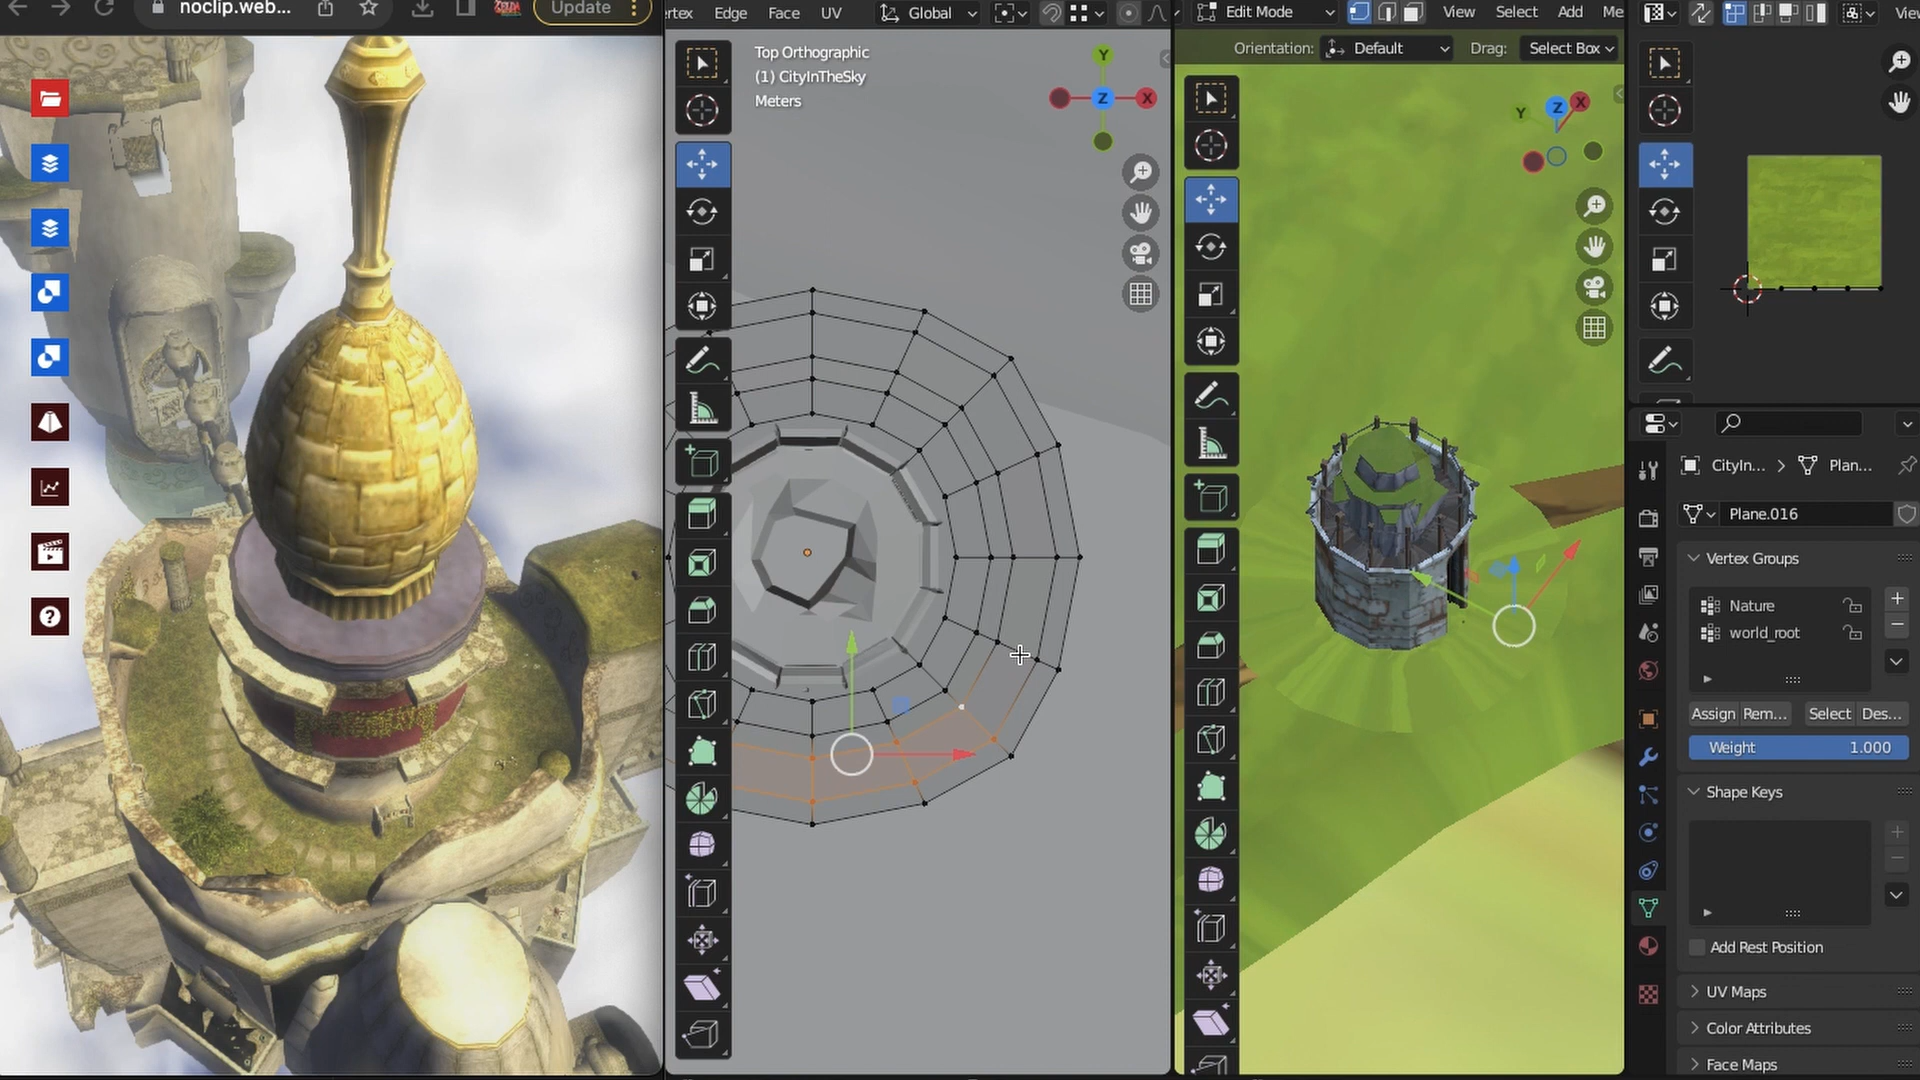 noclip.web...
Update
rtex Edge Face UV
Global
Edit Mode
View Select Add Me
View
Orientation: Default Drag: Select Box
Top Orthographic
(1) CityInTheSky
Meters
Y
Z
X
Y
Z
X
CityIn... Plan...
Plane.016
Vertex Groups
Nature
world_root
Assign Rem... Select Des...
Weight 1.000
Shape Keys
Add Rest Position
UV Maps
Color Attributes
Face Maps